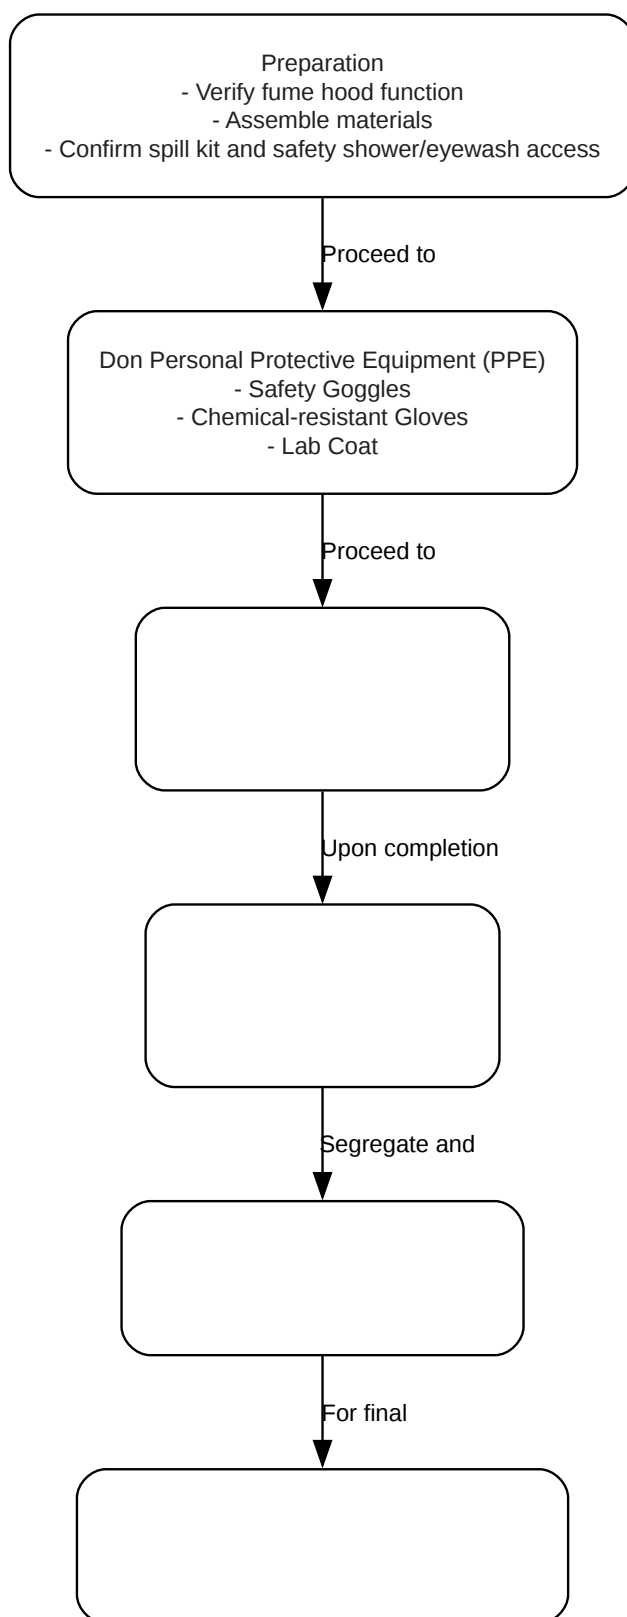 Preparation
- Verify fume hood function
- Assemble materials
- Confirm spill kit and safety shower/eyewash access
Proceed to
Don Personal Protective Equipment (PPE)
- Safety Goggles
- Chemical-resistant Gloves
- Lab Coat
Proceed to
Upon completion
Segregate and
For final